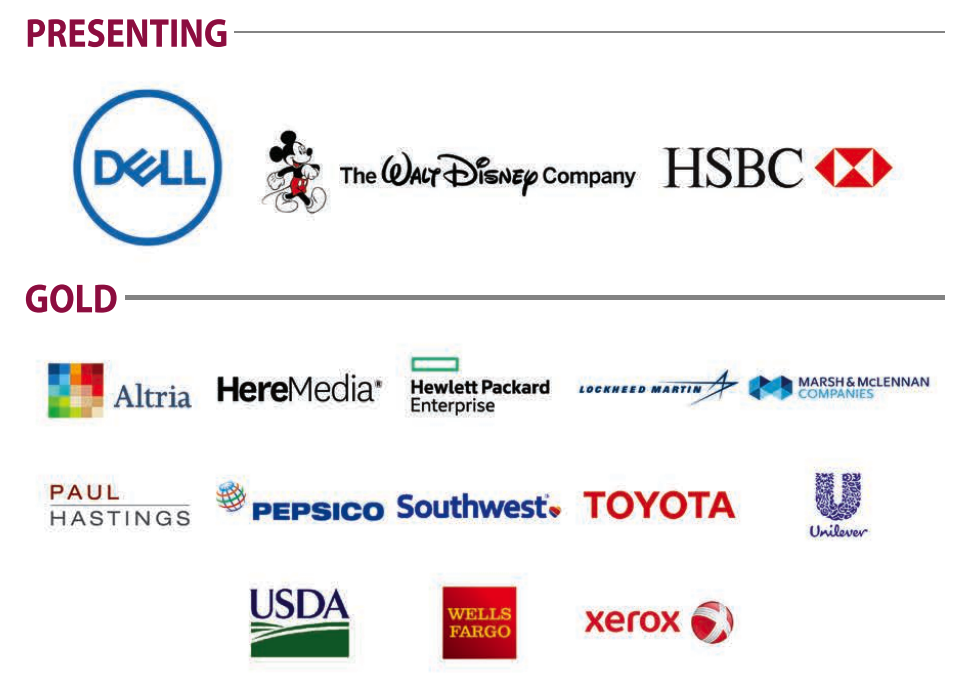 PRESENTING
DELL
The WALT DISNEY Company
HSBC
GOLD
Altria
HereMedia®
Hewlett Packard
Enterprise
LOCKHEED MARTIN
MARSH & McLENNAN
COMPANIES
PAUL
HASTINGS
PEPSICO
Southwest®
TOYOTA
Unilever
USDA
WELLS
FARGO
xerox